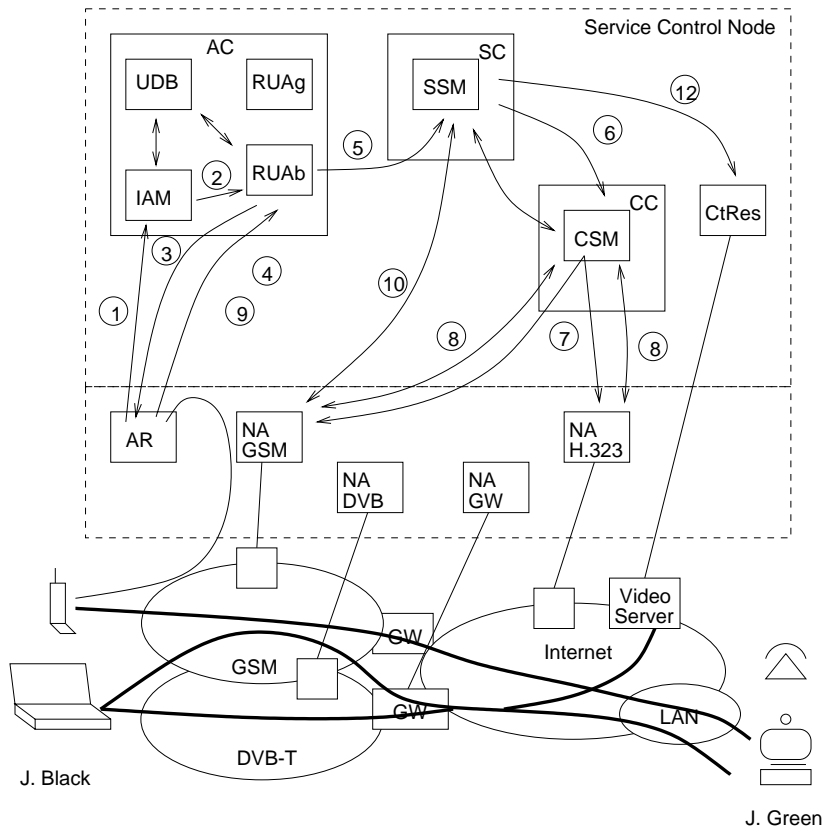 Service Control Node
AC
SC
UDB
RUAg
SSM
12
6
5
2
RUAb
IAM
CC
CtRes
CSM
3
4
10
1
9
8
7
8
AR
NA
GSM
NA
H.323
NA
DVB
NA
GW
Video
Server
GW
Internet
GSM
GW
LAN
DVB-T
J. Black
J. Green